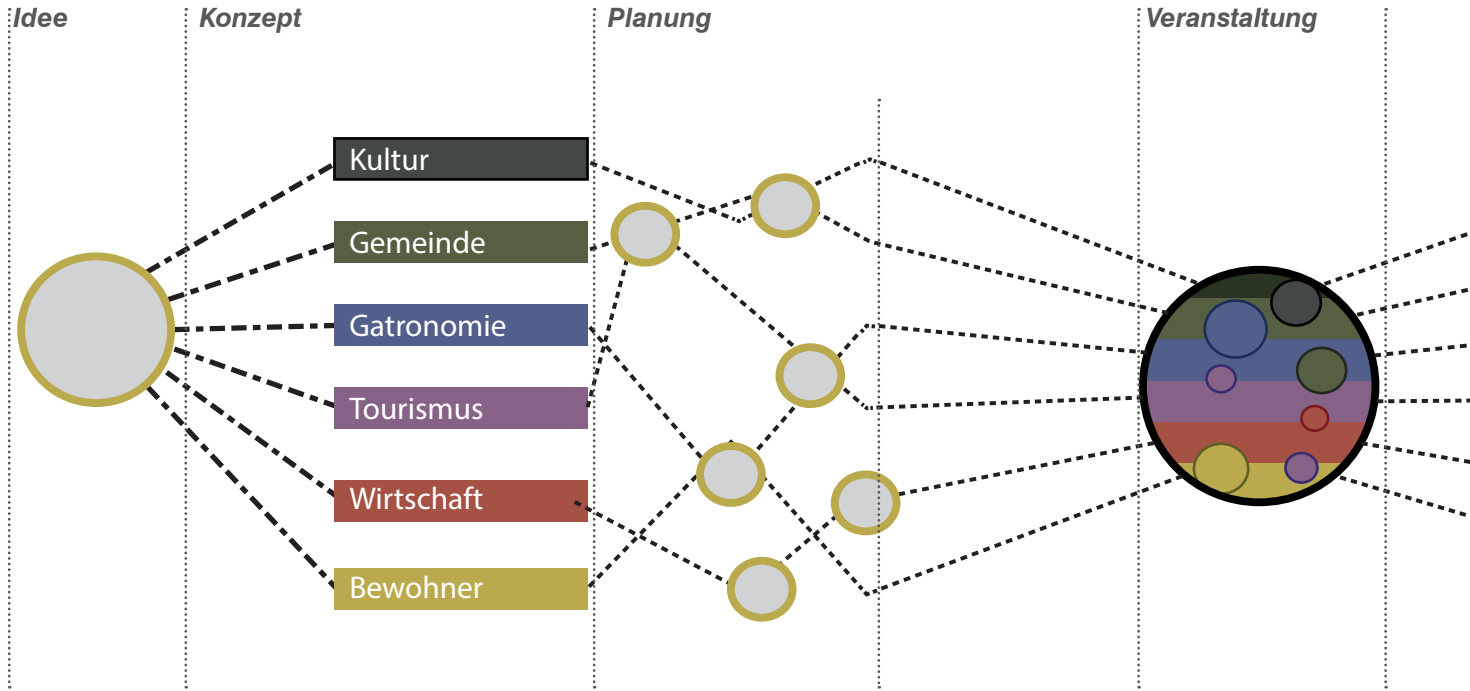 Idee
Konzept
Planung
Veranstaltung
Kultur
Gemeinde
Gatronomie
Tourismus
Wirtschaft
Bewohner